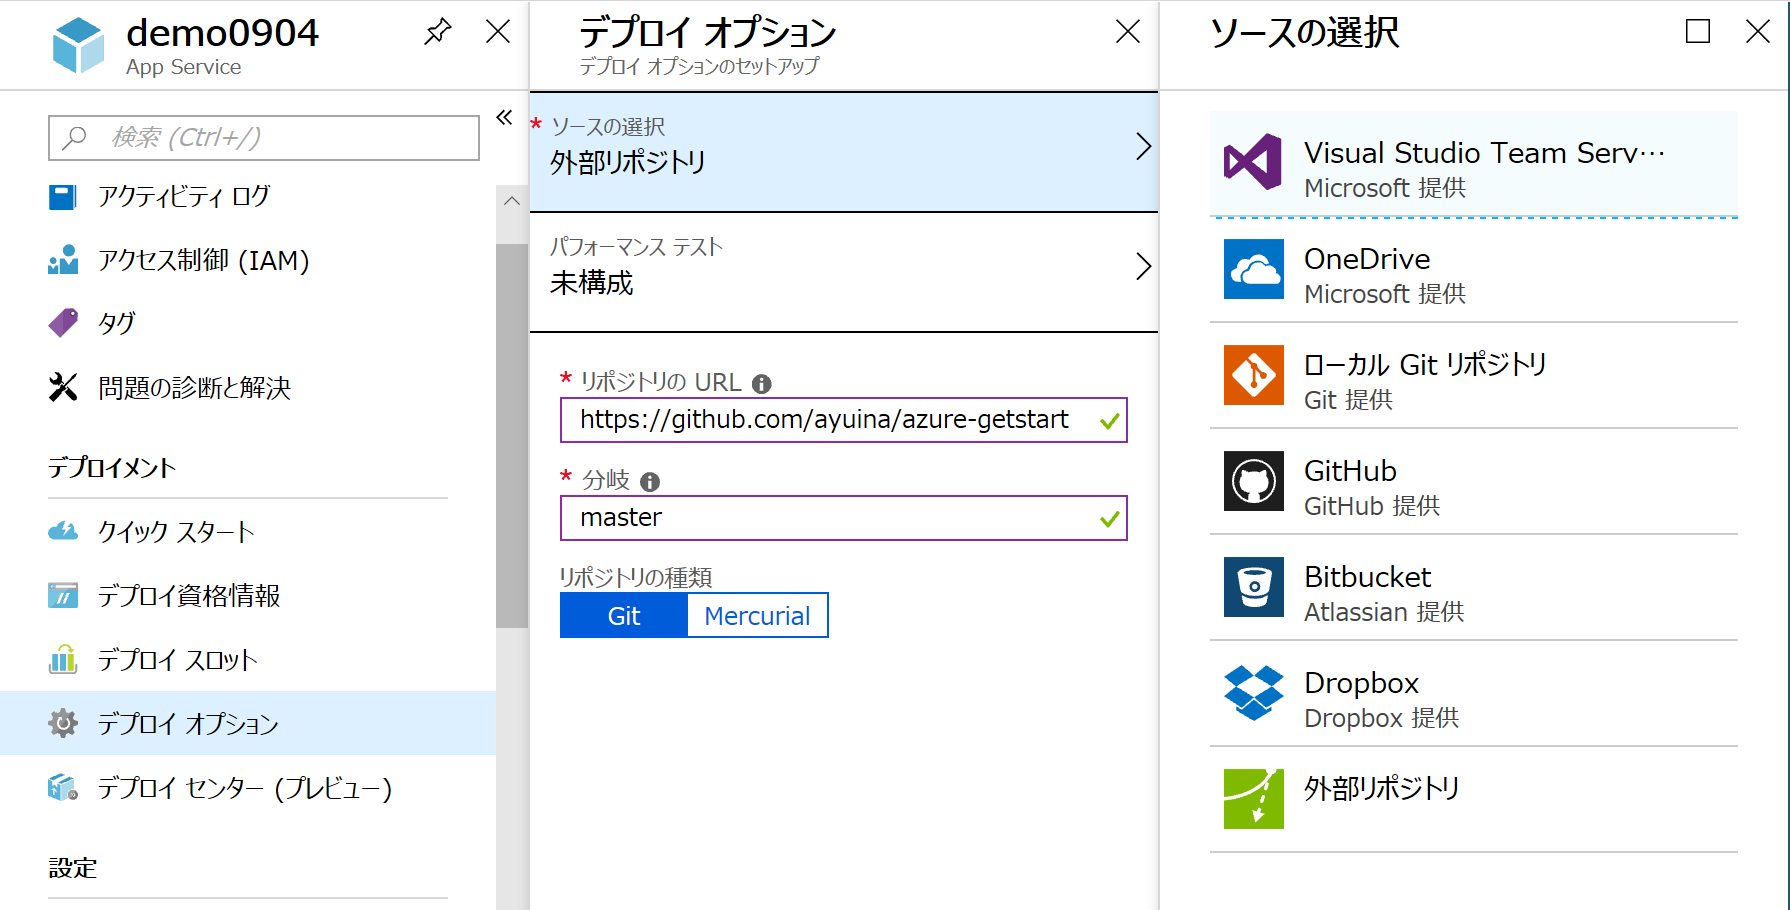 demo0904
App Service
検索 (Ctrl+/)
アクティビティ ログ
アクセス制御 (IAM)
タグ
問題の診断と解決
デプロイメント
クイック スタート
デプロイ資格情報
デプロイ スロット
デプロイ オプション
デプロイ センター (プレビュー)
設定
デプロイ オプション
デプロイ オプションのセットアップ
* ソースの選択
外部リポジトリ
パフォーマンス テスト
未構成
* リポジトリの URL
https://github.com/ayuina/azure-getstart
* 分岐
master
リポジトリの種類
Git Mercurial
ソースの選択
Visual Studio Team Serv…
Microsoft 提供
OneDrive
Microsoft 提供
ローカル Git リポジトリ
Git 提供
GitHub
GitHub 提供
Bitbucket
Atlassian 提供
Dropbox
Dropbox 提供
外部リポジトリ